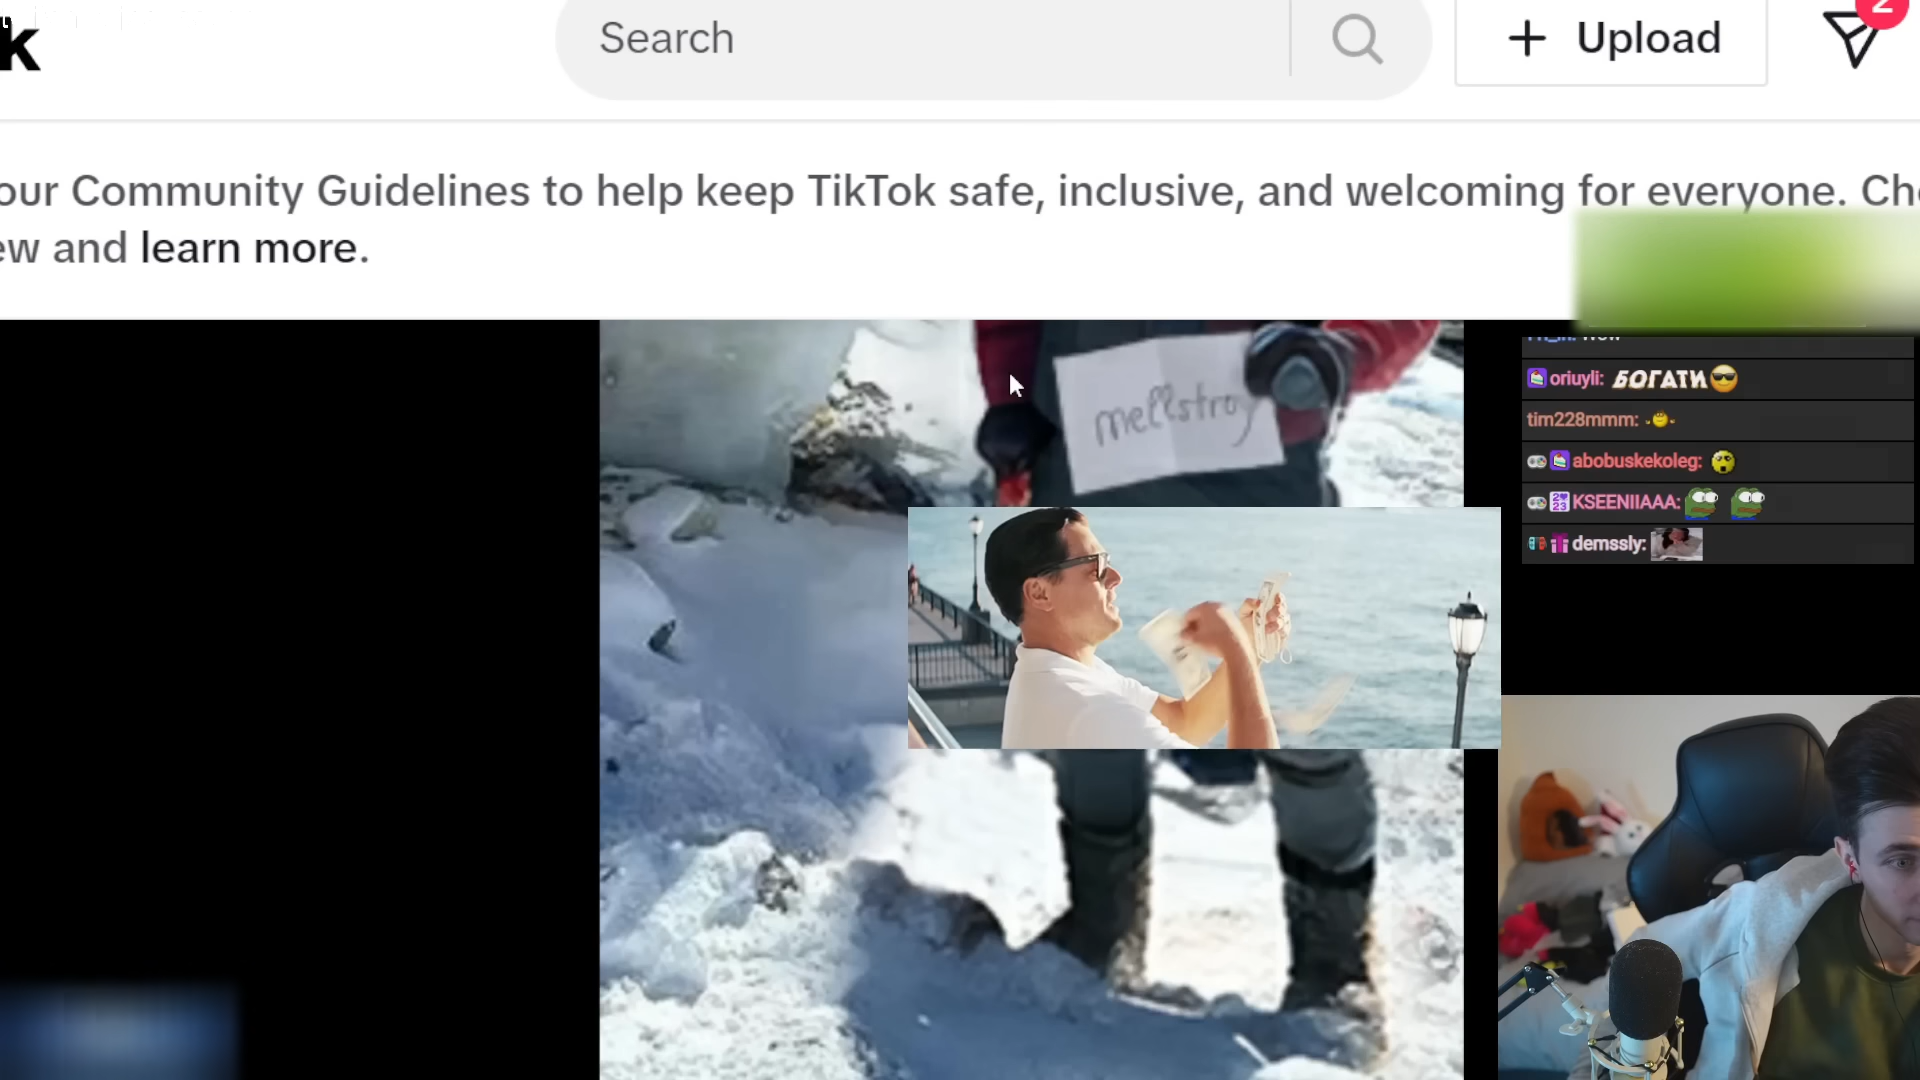 k
Search
+ Upload
2
our Community Guidelines to help keep TikTok safe, inclusive, and welcoming for everyone.
ew and learn more.
mellstroy
oriuyli: БОГАТИ
tim228mmm:
abobuskekoleg:
KSEENIIAAA:
demssly: